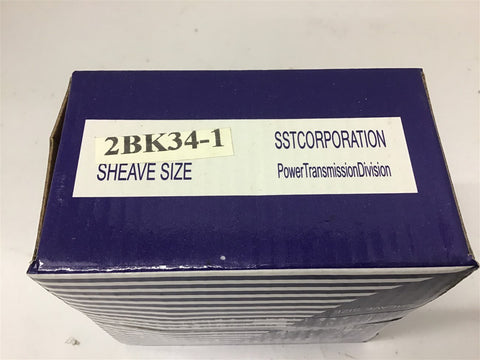 2BK34-1
SSTCORPORATION
SHEAVE SIZE
PowerTransmissionDivision